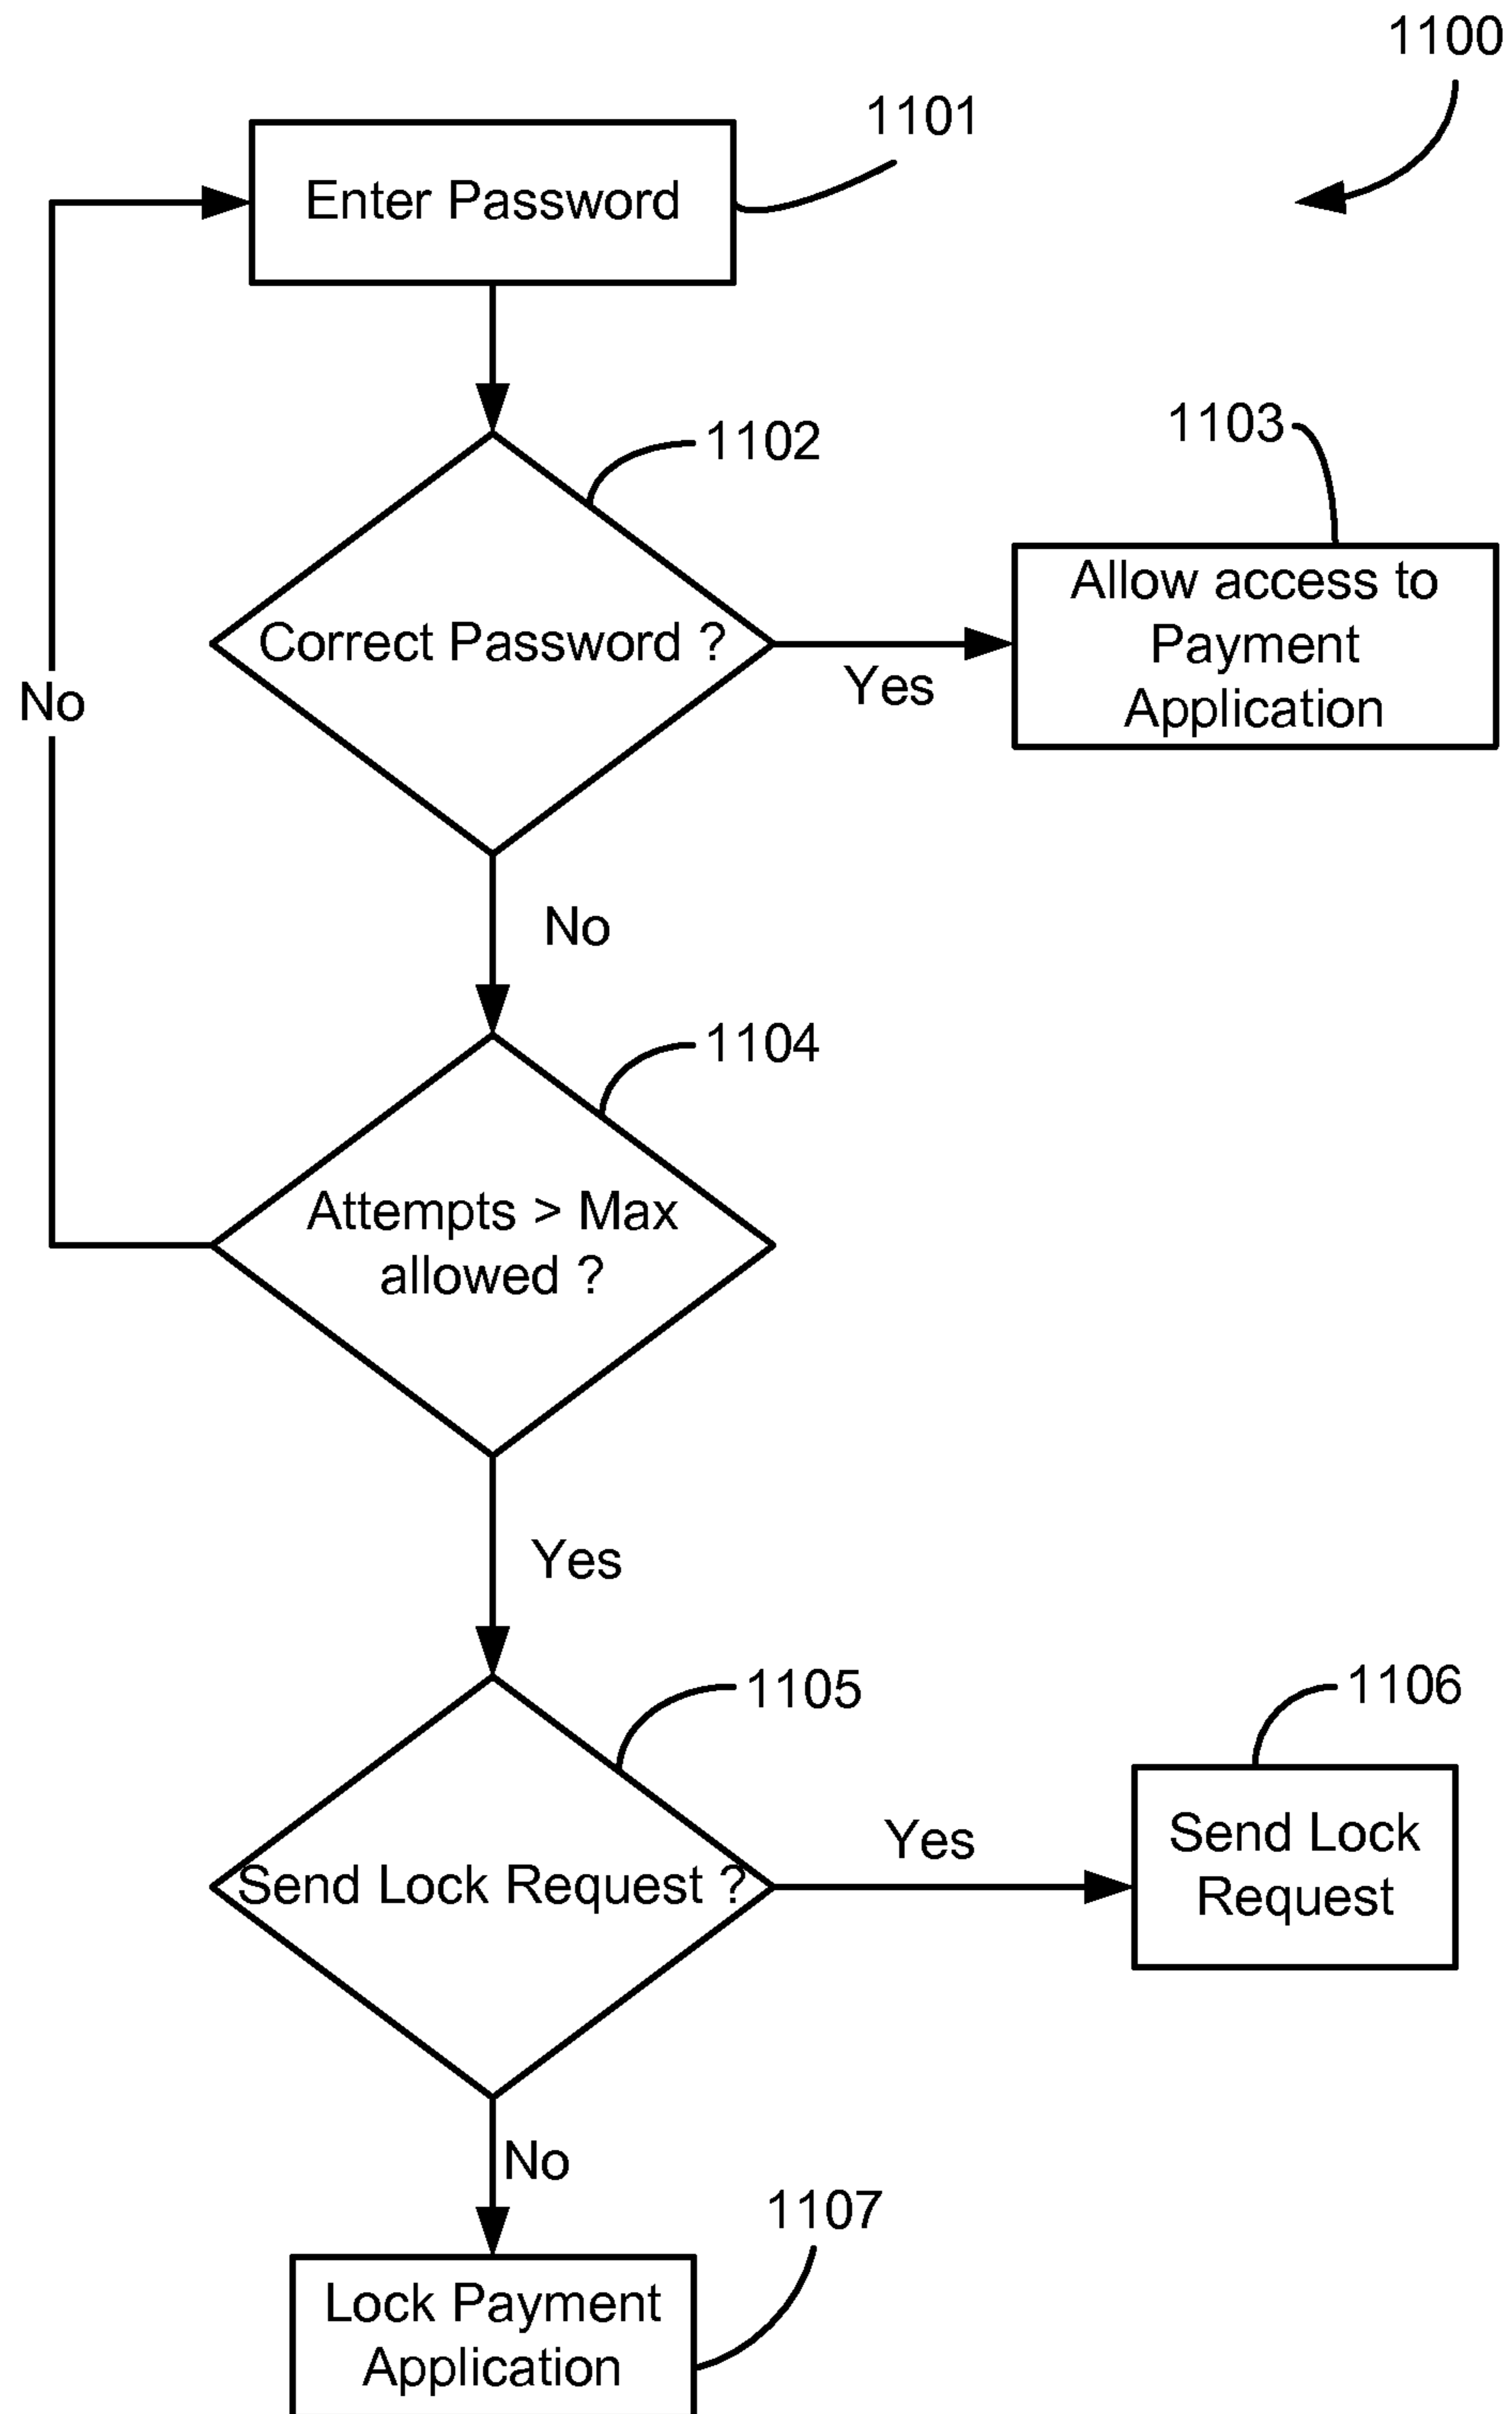 1100
1101
Enter Password
1102
1103
Allow access to
Payment
Application
Correct Password ?
Yes
No
No
1104
Attempts > Max
allowed ?
Yes
1105
1106
Send Lock
Request
Yes
Send Lock Request ?
No
1107
Lock Payment
Application